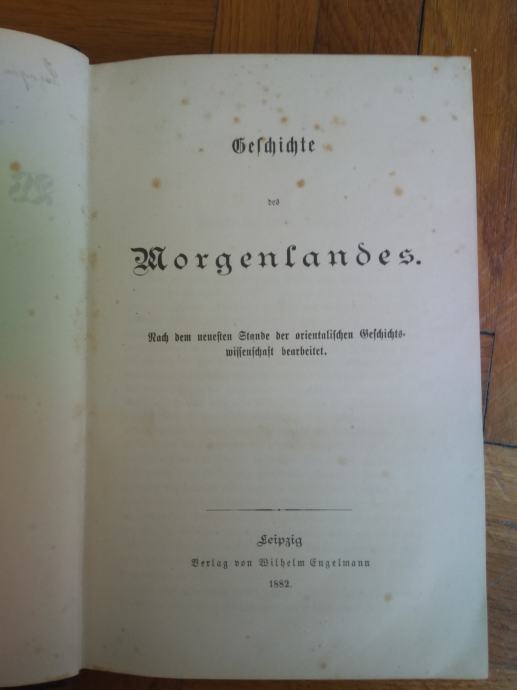 Geschichte
des
Morgenlandes.
Nach dem neuesten Stande der orientalischen Geschichts-
wissenschaft bearbeitet.
Leipzig
Verlag von Wilhelm Engelmann
1882.